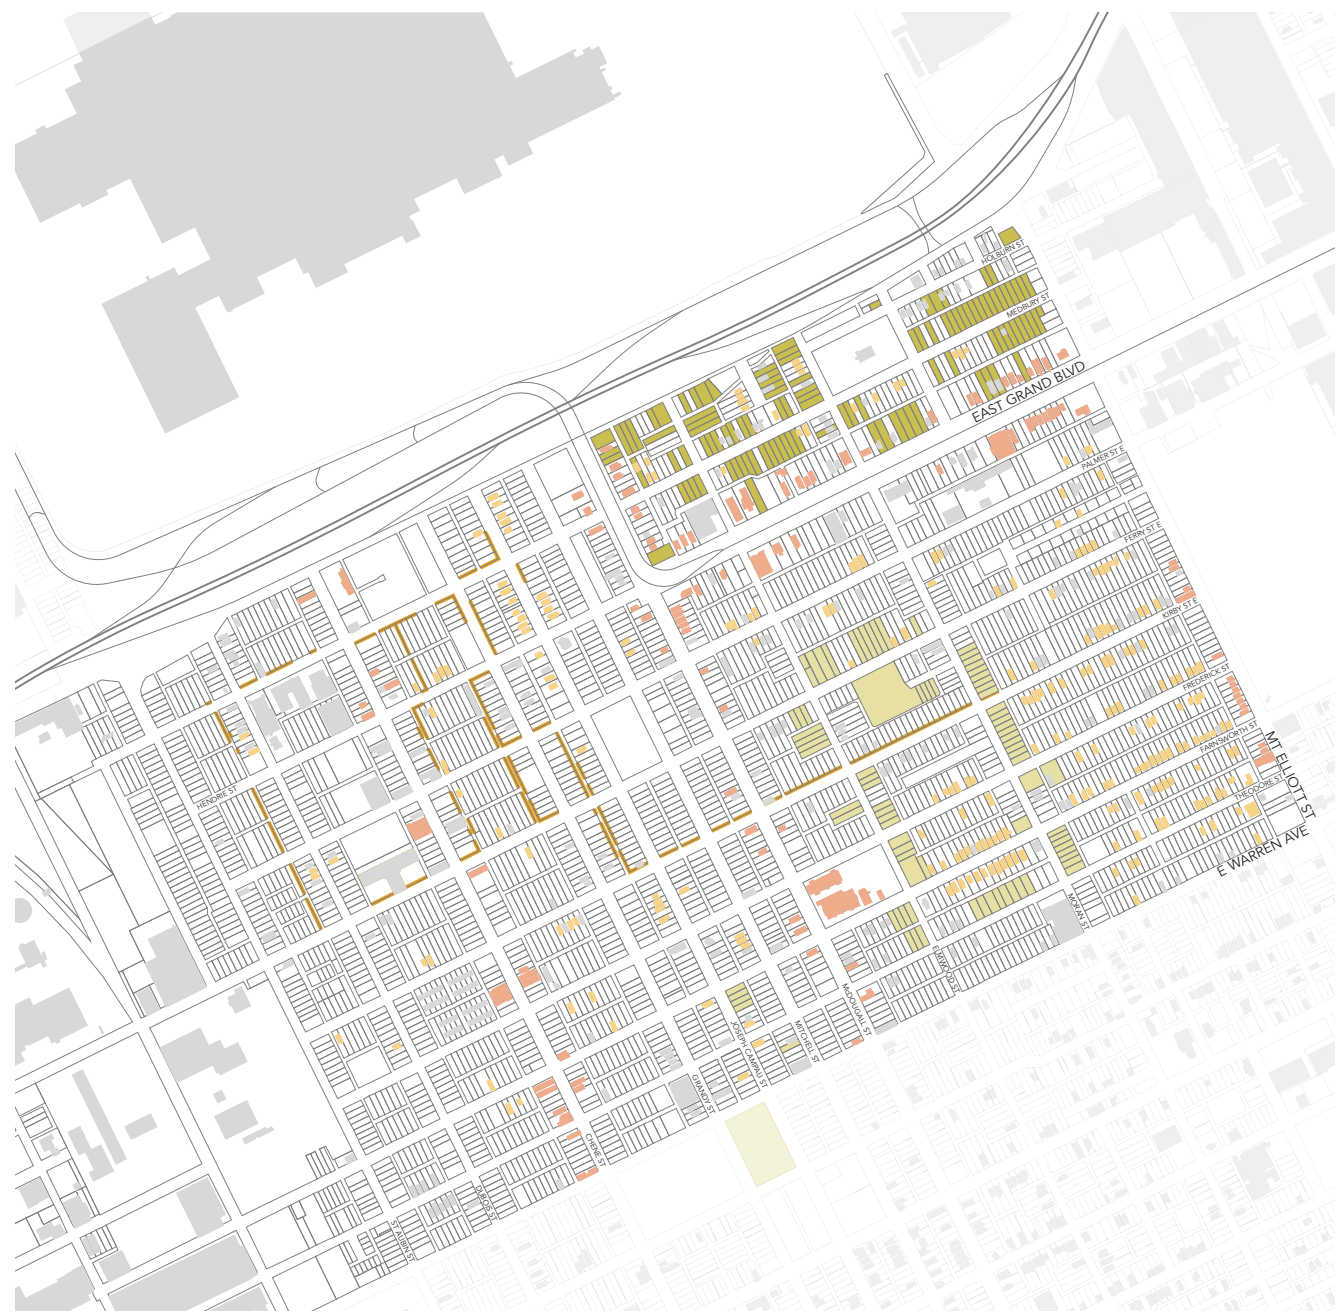 HOLBURN ST
MEDBURY ST
EAST GRAND BLVD
PALMER ST E
FERRY ST E
KIRBY ST E
FREDERICK ST
FARNSWORTH ST
MT ELLIOTT ST
THEODORE ST
HENDRIE ST
E WARREN AVE
MORAN ST
ELMWOOD ST
McDOUGALL ST
MITCHELL ST
JOSEPH CAMPAU ST
GRANDY ST
CHENE ST
DUBOIS ST
ST AUBIN ST